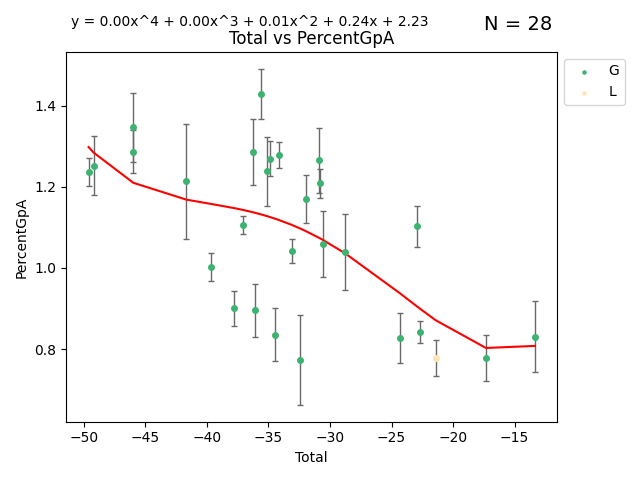 y = 0.00x^4 + 0.00x^3 + 0.01x^2 + 0.24x + 2.23
N = 28
Total vs PercentGpA
G
L
1.4
1.2
1.0
0.8
PercentGpA
−50 −45 −40 −35 −30 −25 −20 −15
Total